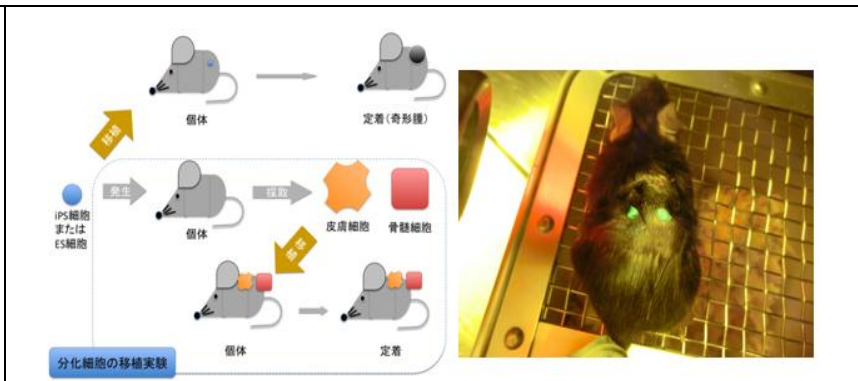 個体
定着（奇形腫）
移植
iPS細胞
または
ES細胞
発生
個体
採取
皮膚細胞
骨髄細胞
移植
個体
定着
分化細胞の移植実験